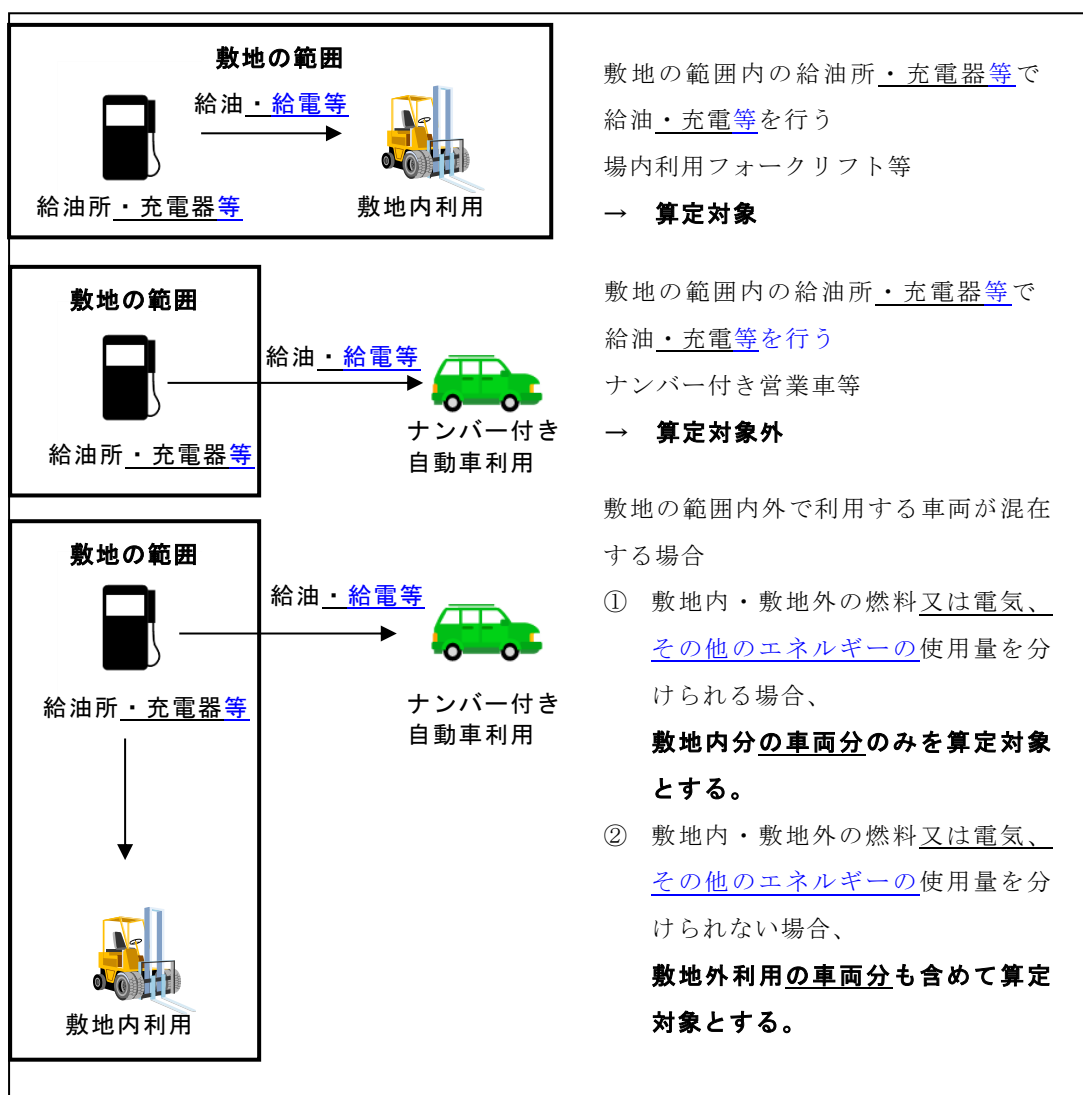 敷地の範囲
給油・給電等
給油所・充電器等
敷地内利用
敷地の範囲内の給油所・充電器等で
給油・充電等を行う
場内利用フォークリフト等
→ 算定対象
敷地の範囲
給油・給電等
給油所・充電器等
ナンバー付き
自動車利用
敷地の範囲内の給油所・充電器等で
給油・充電等を行う
ナンバー付き営業車等
→ 算定対象外
敷地の範囲
給油・給電等
給油所・充電器等
ナンバー付き
自動車利用
敷地内利用
敷地の範囲内外で利用する車両が混在
する場合
① 敷地内・敷地外の燃料又は電気、
その他のエネルギーの使用量を分
けられる場合、
敷地内分の車両分のみを算定対象
とする。
② 敷地内・敷地外の燃料又は電気、
その他のエネルギーの使用量を分
けられない場合、
敷地外利用の車両分も含めて算定
対象とする。